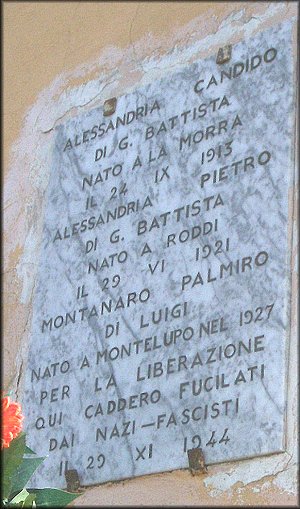 ALESSANDRIA CANDIDO
DI G. BATTISTA
NATO A LA MORRA
IL 24 IX 1913
ALESSANDRIA PIETRO
DI G. BATTISTA
NATO A RODDI
IL 29 VI 1921
MONTANARO PALMIRO
DI LUIGI
NATO A MONTELUPO NEL 1927
PER LA LIBERAZIONE
QUI CADDERO FUCILATI
DAI NAZI-FASCISTI
IL 29 XI 1944